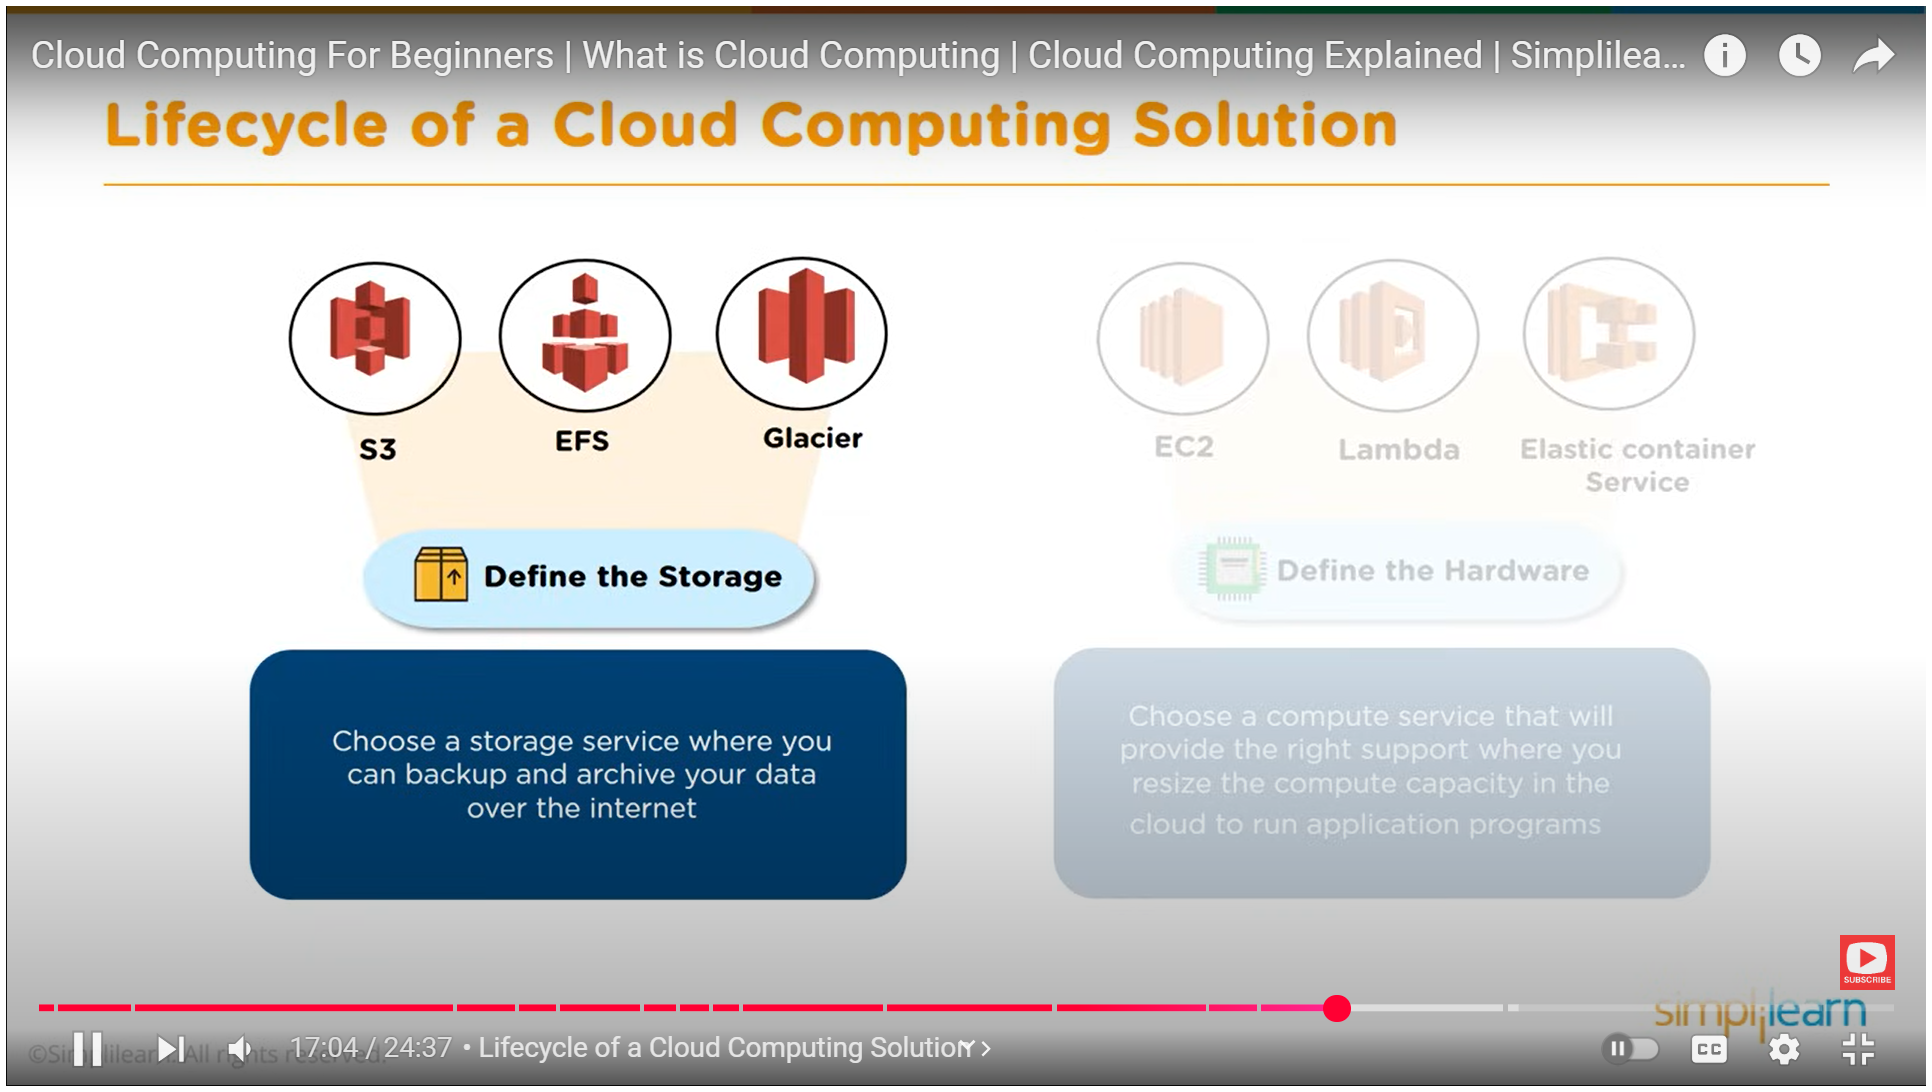 Cloud Computing For Beginners | What is Cloud Computing | Cloud Computing Explained | Simplilea...
Lifecycle of a Cloud Computing Solution
S3
EFS
Glacier
EC2
Lambda
Elastic container
Service
Define the Storage
Define the Hardware
Choose a storage service where you
can backup and archive your data
over the internet
Choose a compute service that will
provide the right support where you
resize the compute capacity in the
cloud to run application programs
SUBSCRIBE
simplilearn
©Simplilearn. All rights reserved.
17:04 / 24:37 • Lifecycle of a Cloud Computing Solution
CC